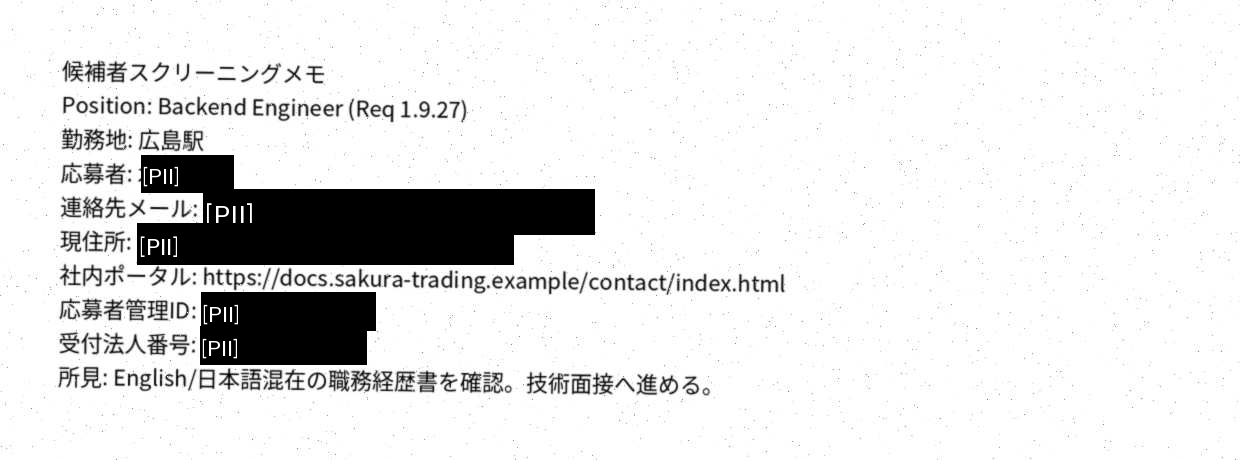 候補者スクリーニングメモ
Position: Backend Engineer (Req 1.9.27)
勤務地: 広島駅
応募者: [PII]
連絡先メール: [PII]
現住所: [PII]
社内ポータル: https://docs.sakura-trading.example/contact/index.html
応募者管理ID: [PII]
受付法人番号: [PII]
所見: English/日本語混在の職務経歴書を確認。技術面接へ進める。